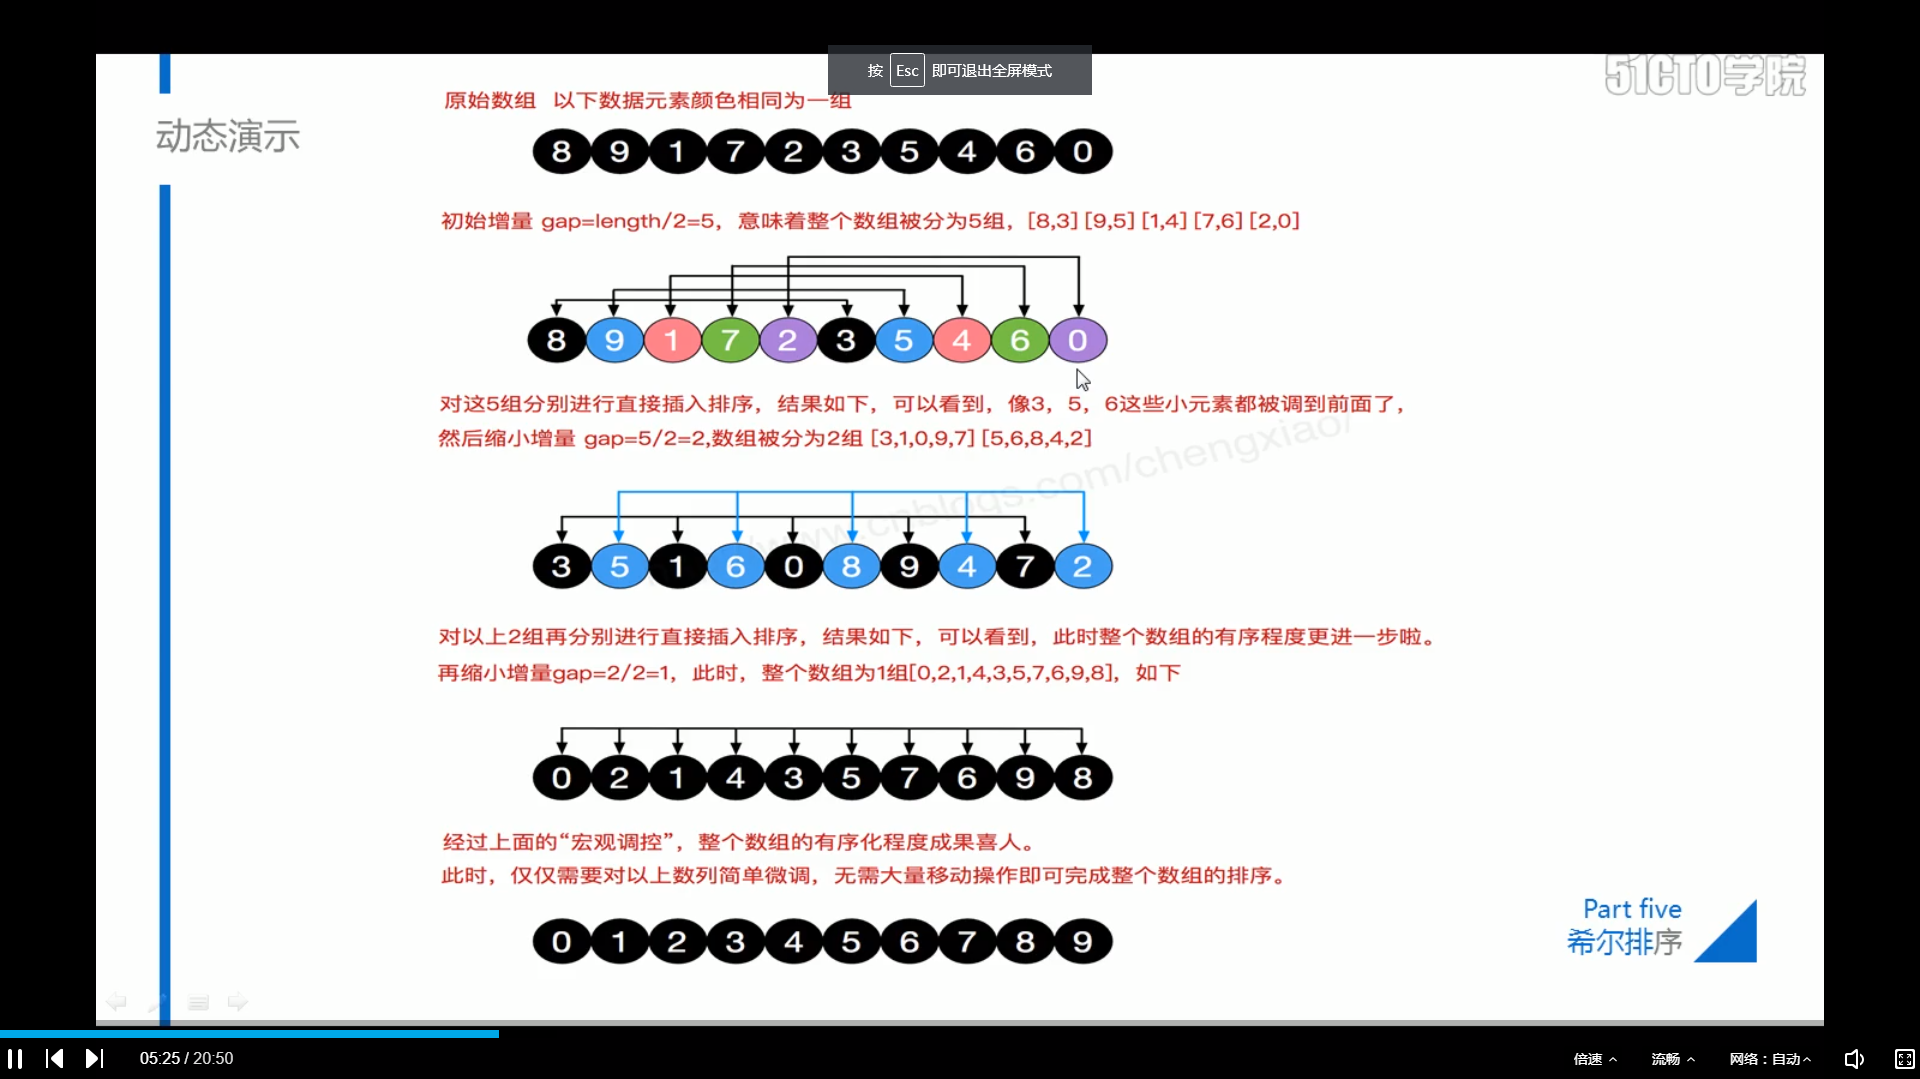 按 Esc 即可退出全屏模式
51CTO学院
动态演示
原始数组 以下数据元素颜色相同为一组
8 9 1 7 2 3 5 4 6 0
初始增量 gap=length/2=5，意味着整个数组被分为5组，[8,3] [9,5] [1,4] [7,6] [2,0]
8 9 1 7 2 3 5 4 6 0
对这5组分别进行直接插入排序，结果如下，可以看到，像3，5，6这些小元素都被调到前面了，
然后缩小增量 gap=5/2=2,数组被分为2组 [3,1,0,9,7] [5,6,8,4,2]
www.cnblogs.com/chengxiao/
3 5 1 6 0 8 9 4 7 2
对以上2组再分别进行直接插入排序，结果如下，可以看到，此时整个数组的有序程度更进一步啦。
再缩小增量gap=2/2=1，此时，整个数组为1组[0,2,1,4,3,5,7,6,9,8]，如下
0 2 1 4 3 5 7 6 9 8
经过上面的“宏观调控”，整个数组的有序化程度成果喜人。
此时，仅仅需要对以上数列简单微调，无需大量移动操作即可完成整个数组的排序。
0 1 2 3 4 5 6 7 8 9
Part five
希尔排序
05:25 / 20:50
倍速
流畅
网络：自动